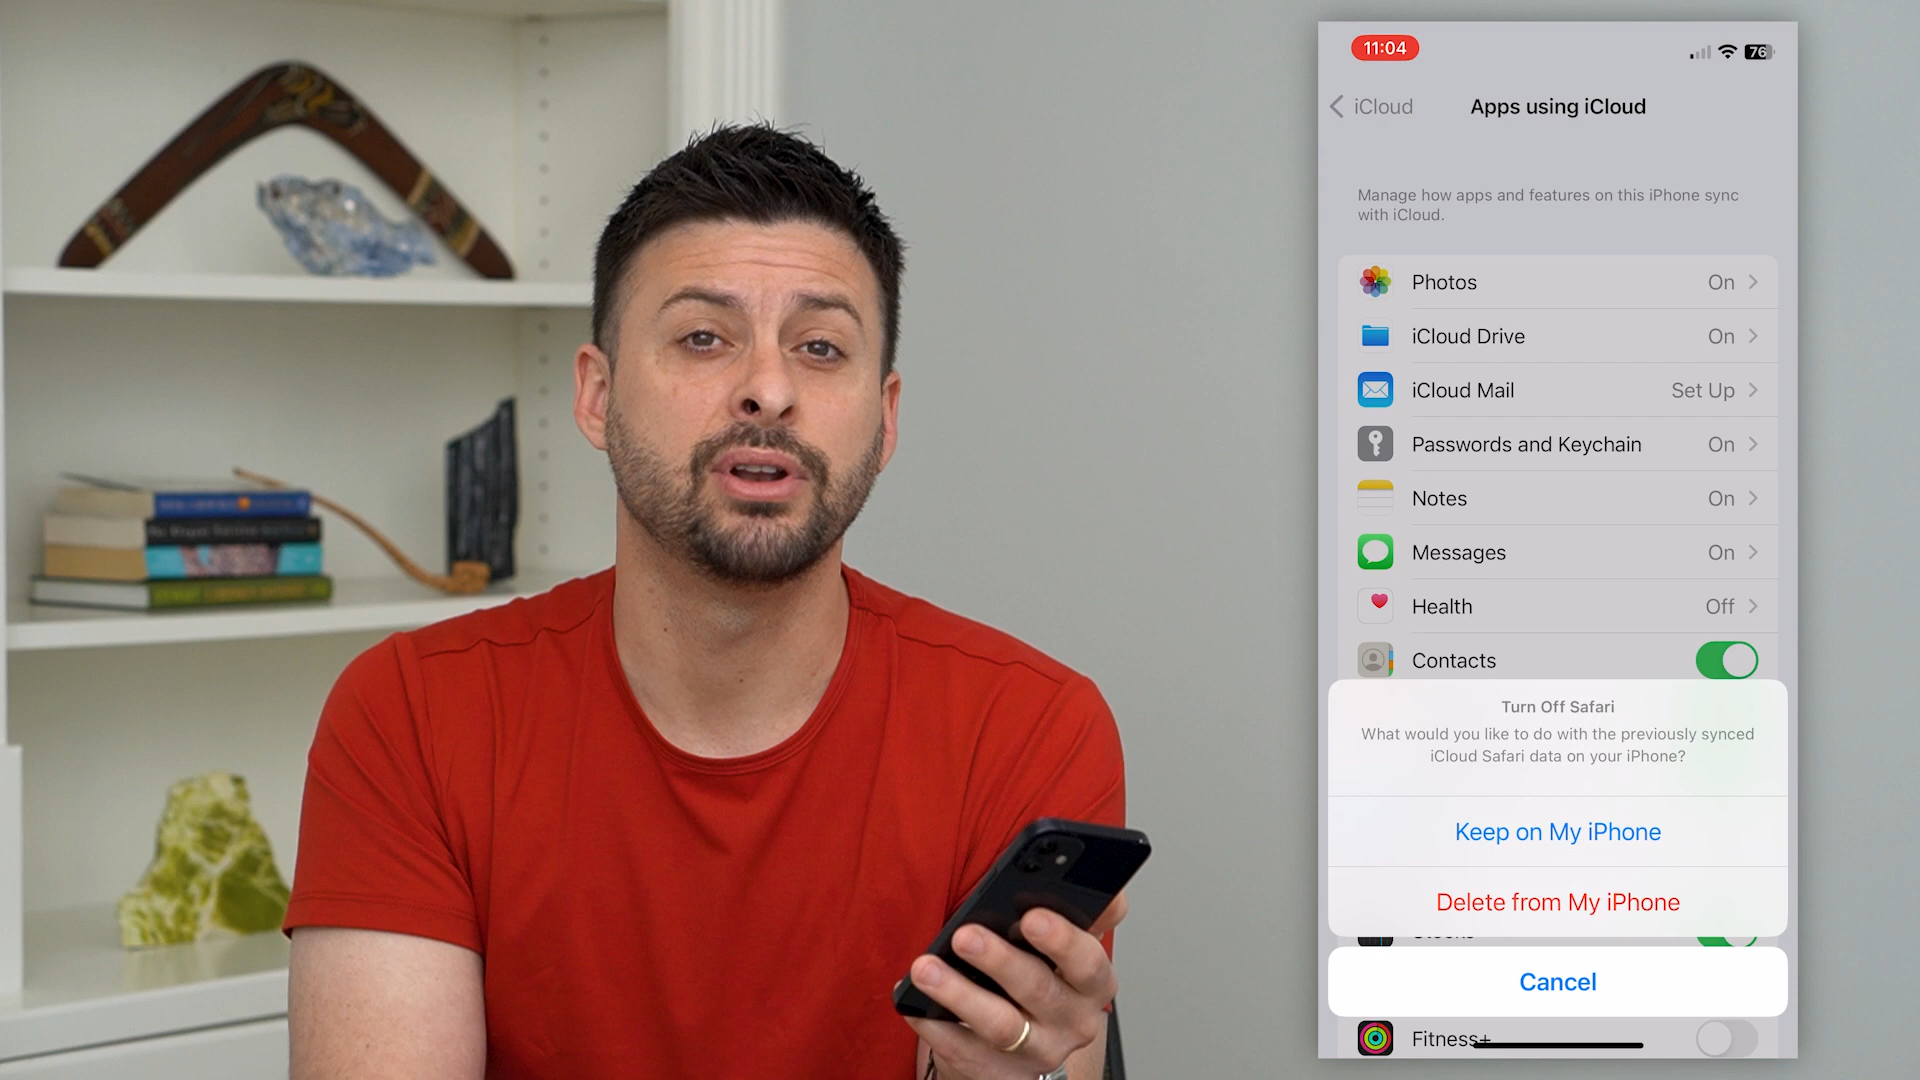 11:04
76
iCloud
Apps using iCloud
Manage how apps and features on this iPhone sync
with iCloud.
Photos On
iCloud Drive On
iCloud Mail Set Up
Passwords and Keychain On
Notes On
Messages On
Health Off
Contacts
Turn Off Safari
What would you like to do with the previously synced
iCloud Safari data on your iPhone?
Keep on My iPhone
Delete from My iPhone
Cancel
Fitness+